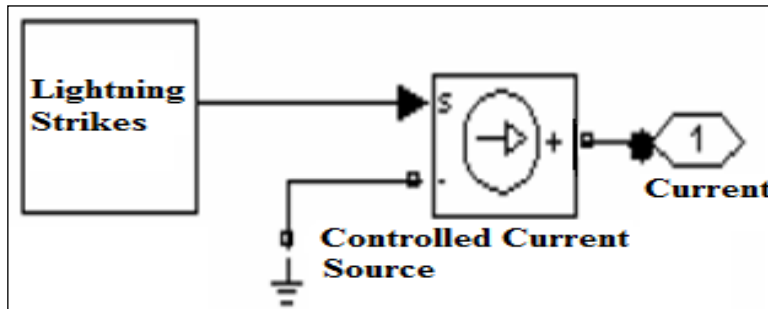 Lightning
Strikes
s
+
-
1
Current
Controlled Current
Source